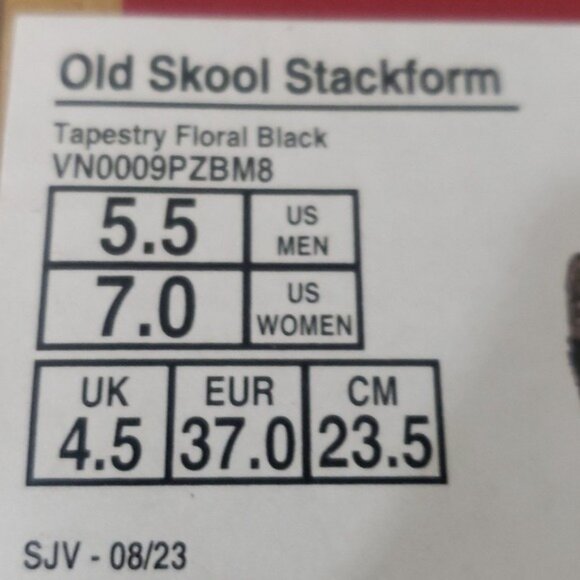 Old Skool Stackform
Tapestry Floral Black
VN0009PZBM8
5.5 US MEN
7.0 US WOMEN
UK EUR CM
4.5 37.0 23.5
SJV - 08/23